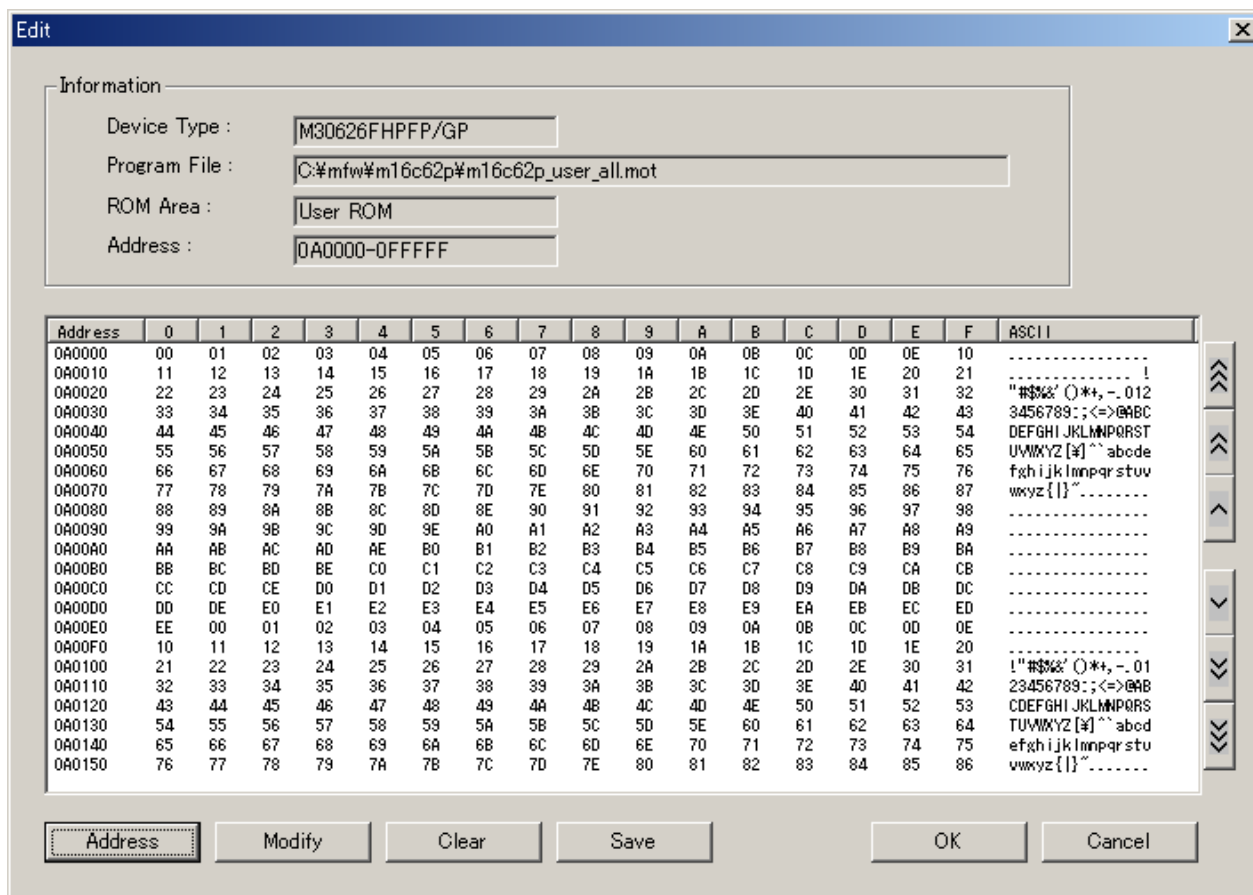 Edit
Information
Device Type : M30626FHPFP/GP
Program File : C:¥mfw¥m16c62p¥m16c62p_user_all.mot
ROM Area : User ROM
Address : 0A0000-0FFFFF
Address 0 1 2 3 4 5 6 7 8 9 A B C D E F ASCII
0A0000 00 01 02 03 04 05 06 07 08 09 0A 0B 0C 0D 0E 10 ................
0A0010 11 12 13 14 15 16 17 18 19 1A 1B 1C 1D 1E 20 21 .............. !
0A0020 22 23 24 25 26 27 28 29 2A 2B 2C 2D 2E 30 31 32 "#$%&'()*+,-.012
0A0030 33 34 35 36 37 38 39 3A 3B 3C 3D 3E 40 41 42 43 3456789:;<=>@ABC
0A0040 44 45 46 47 48 49 4A 4B 4C 4D 4E 50 51 52 53 54 DEFGHIJKLMNPQRST
0A0050 55 56 57 58 59 5A 5B 5C 5D 5E 60 61 62 63 64 65 UVWXYZ[¥]^`abcde
0A0060 66 67 68 69 6A 6B 6C 6D 6E 70 71 72 73 74 75 76 fghijklmnpqrstuv
0A0070 77 78 79 7A 7B 7C 7D 7E 80 81 82 83 84 85 86 87 wxyz{|}~........
0A0080 88 89 8A 8B 8C 8D 8E 90 91 92 93 94 95 96 97 98 ................
0A0090 99 9A 9B 9C 9D 9E A0 A1 A2 A3 A4 A5 A6 A7 A8 A9 ................
0A00A0 AA AB AC AD AE B0 B1 B2 B3 B4 B5 B6 B7 B8 B9 BA ................
0A00B0 BB BC BD BE C0 C1 C2 C3 C4 C5 C6 C7 C8 C9 CA CB ................
0A00C0 CC CD CE D0 D1 D2 D3 D4 D5 D6 D7 D8 D9 DA DB DC ................
0A00D0 DD DE E0 E1 E2 E3 E4 E5 E6 E7 E8 E9 EA EB EC ED ................
0A00E0 EE 00 01 02 03 04 05 06 07 08 09 0A 0B 0C 0D 0E ................
0A00F0 10 11 12 13 14 15 16 17 18 19 1A 1B 1C 1D 1E 20 ...............
0A0100 21 22 23 24 25 26 27 28 29 2A 2B 2C 2D 2E 30 31 !"#$%&'()*+,-.01
0A0110 32 33 34 35 36 37 38 39 3A 3B 3C 3D 3E 40 41 42 23456789:;<=>@AB
0A0120 43 44 45 46 47 48 49 4A 4B 4C 4D 4E 50 51 52 53 CDEFGHIJKLMNPQRS
0A0130 54 55 56 57 58 59 5A 5B 5C 5D 5E 60 61 62 63 64 TUVWXYZ[¥]^`abcd
0A0140 65 66 67 68 69 6A 6B 6C 6D 6E 70 71 72 73 74 75 efghijklmnpqrstu
0A0150 76 77 78 79 7A 7B 7C 7D 7E 80 81 82 83 84 85 86 vwxyz{|}~.......
Address Modify Clear Save OK Cancel